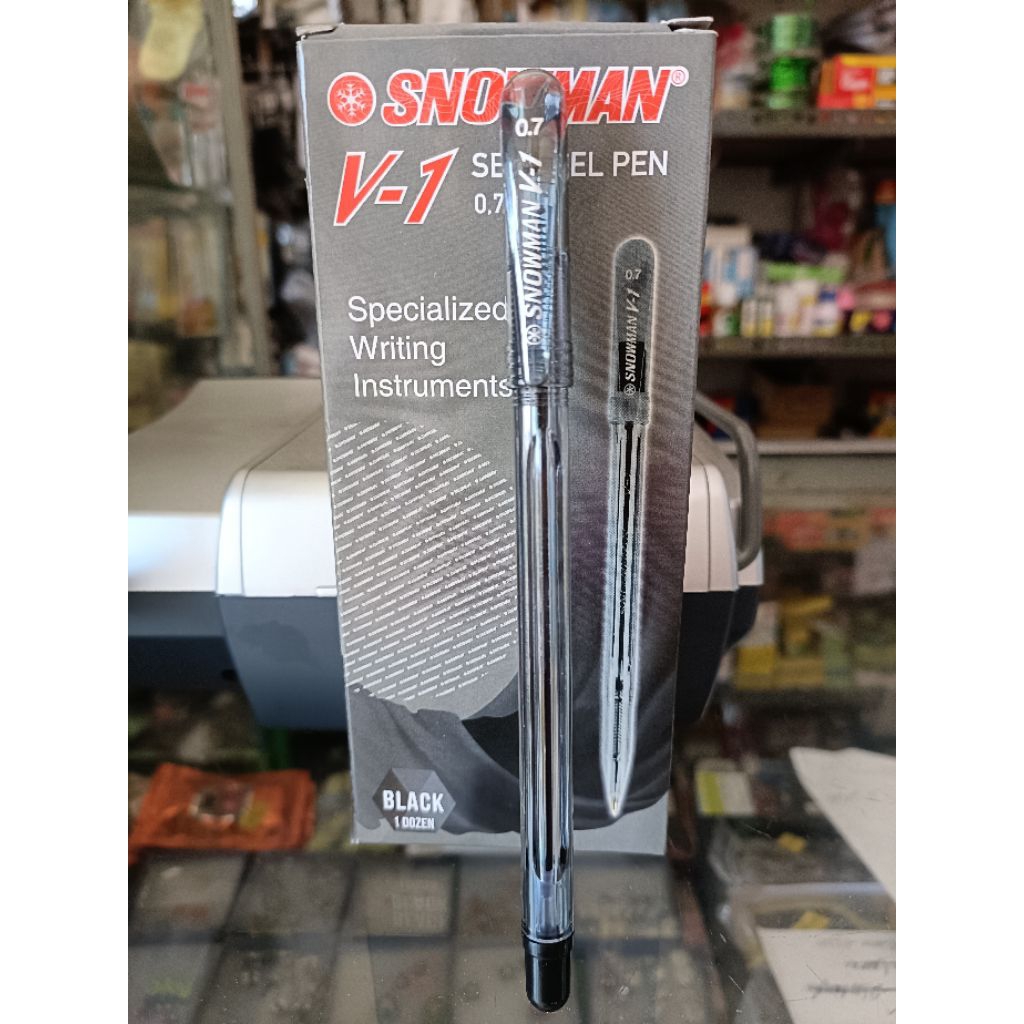 SNOWMAN®
V-1
SE EL PEN
0,7
Specialized
Writing
Instruments
BLACK
1 DOZEN
0.7
SNOWMAN V-1
0.7
SNOWMAN V-1